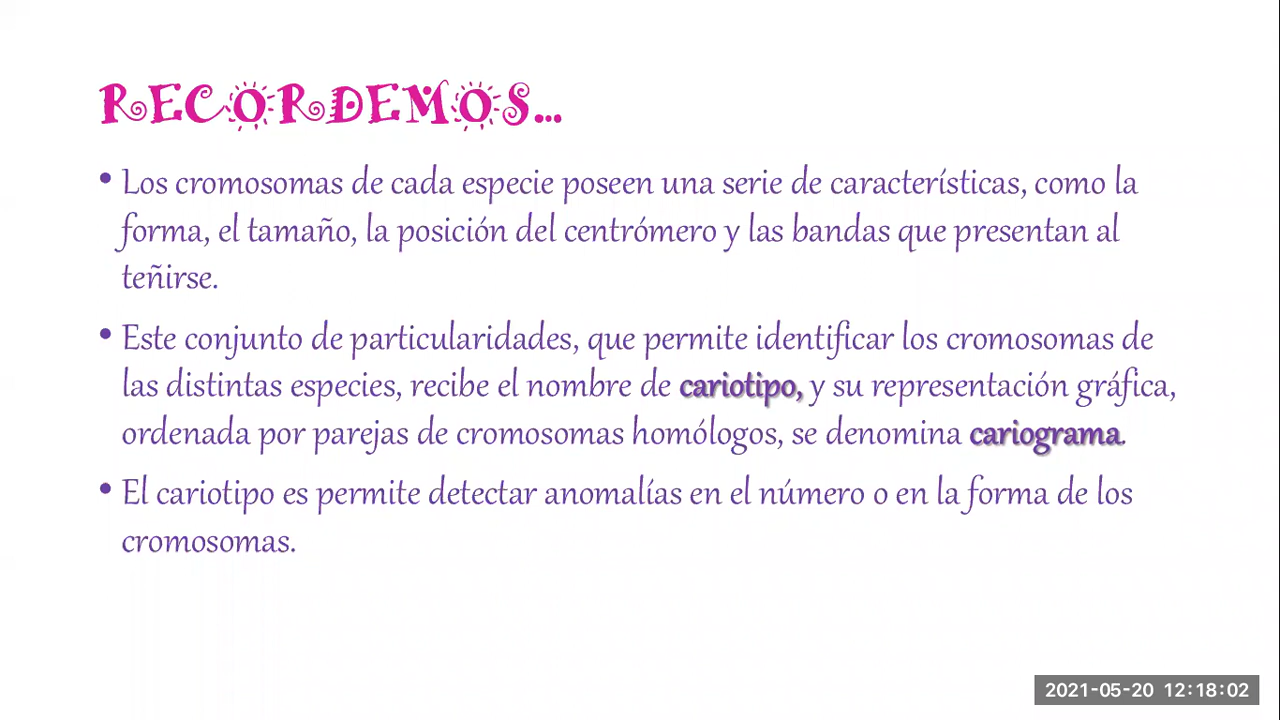 RECORDEMOS...
• Los cromosomas de cada especie poseen una serie de características, como la
forma, el tamaño, la posición del centrómero y las bandas que presentan al
teñirse.
• Este conjunto de particularidades, que permite identificar los cromosomas de
las distintas especies, recibe el nombre de cariotipo, y su representación gráfica,
ordenada por parejas de cromosomas homólogos, se denomina cariograma.
• El cariotipo es permite detectar anomalías en el número o en la forma de los
cromosomas.
2021-05-20 12:18:02